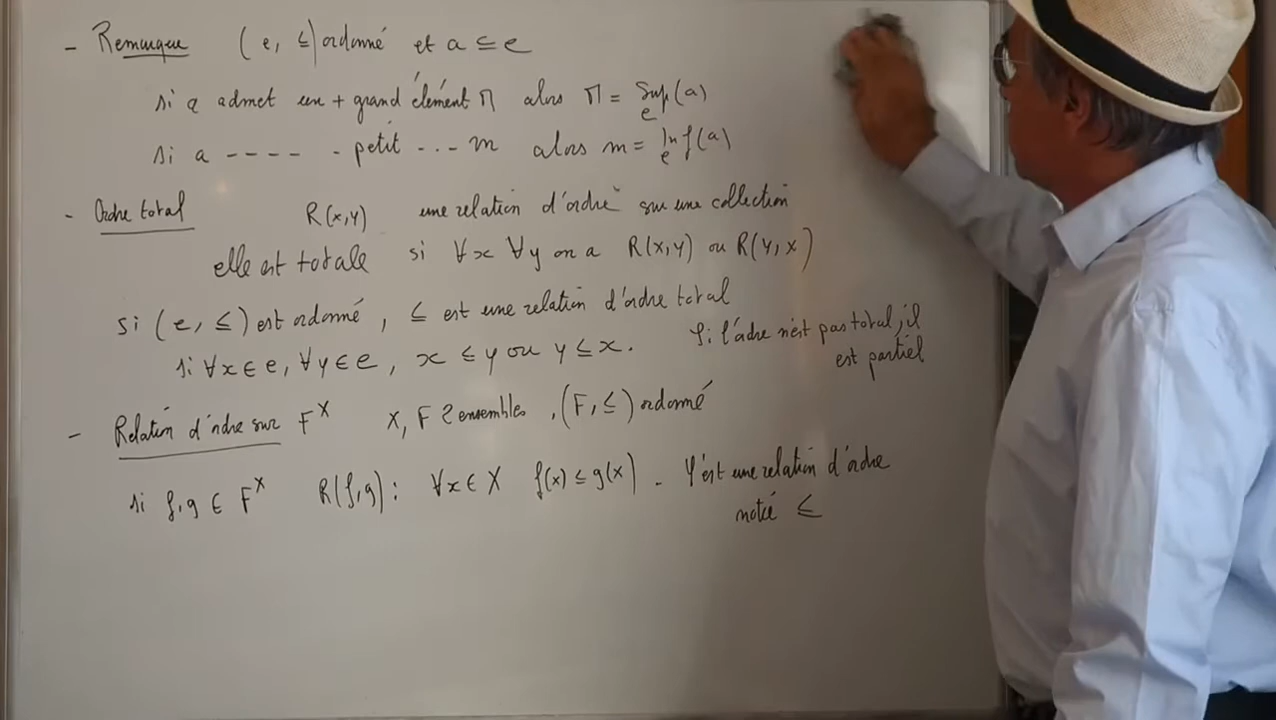 - Remarque (e, ≤) ordonné et a ⊆ e
si a admet un + grand élément M alors M = Sup_e(a)
si a ---- - petit --- m alors m = Inf_e(a)
- Ordre total R(x,y) une relation d'ordre sur une collection
elle est totale si ∀x ∀y on a R(x,y) ou R(y,x)
si (e, ≤) est ordonné, ≤ est une relation d'ordre total
si ∀x ∈ e, ∀y ∈ e, x ≤ y ou y ≤ x.
Si l'ordre n'est pas total, il
est partiel
- Relation d'ordre sur F^X X, F 2 ensembles, (F, ≤) ordonné
si f,g ∈ F^X R(f,g): ∀x ∈ X f(x) ≤ g(x) - C'est une relation d'ordre
notée ≤